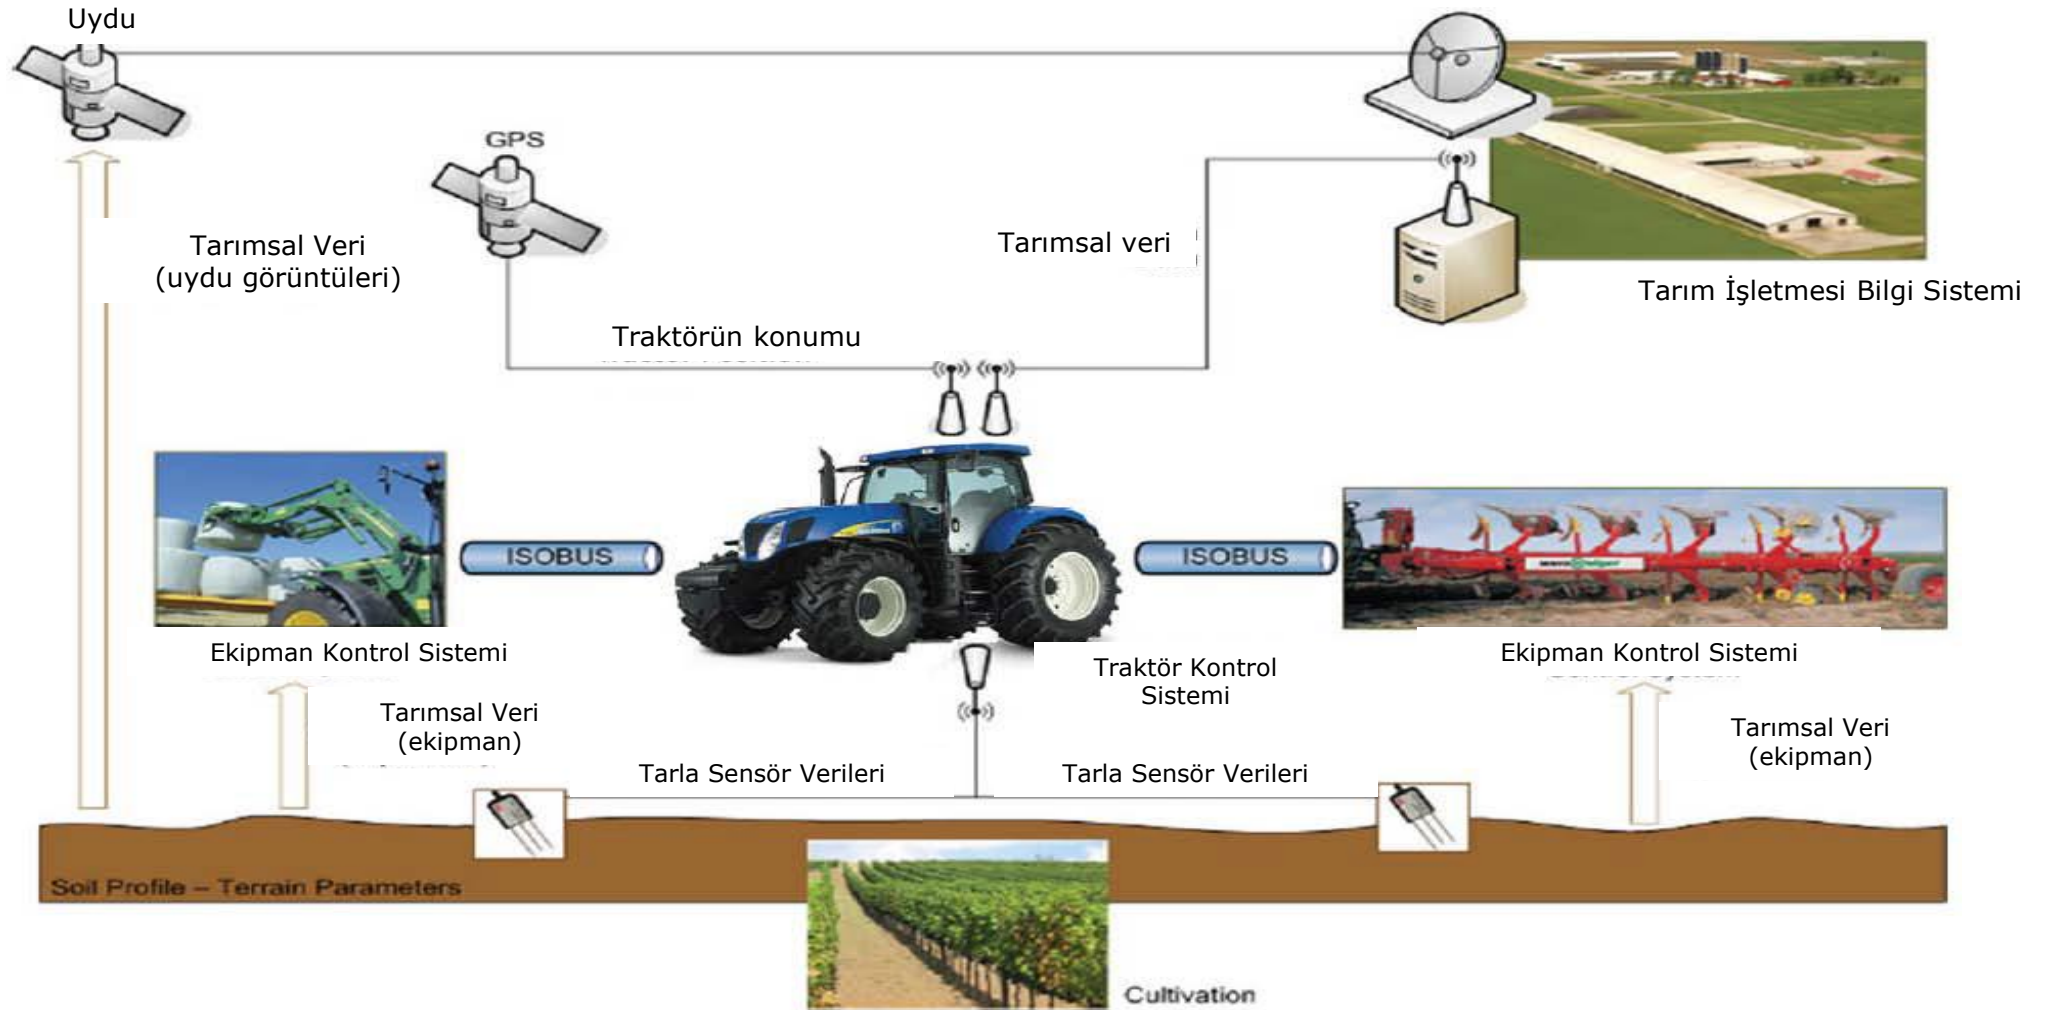 Uydu
GPS
Tarımsal Veri
(uydu görüntüleri)
Tarımsal veri
Tarım İşletmesi Bilgi Sistemi
Traktörün konumu
ISOBUS
ISOBUS
Ekipman Kontrol Sistemi
Traktör Kontrol
Sistemi
Ekipman Kontrol Sistemi
Tarımsal Veri
(ekipman)
Tarımsal Veri
(ekipman)
Tarla Sensör Verileri
Tarla Sensör Verileri
Soil Profile – Terrain Parameters
Cultivation